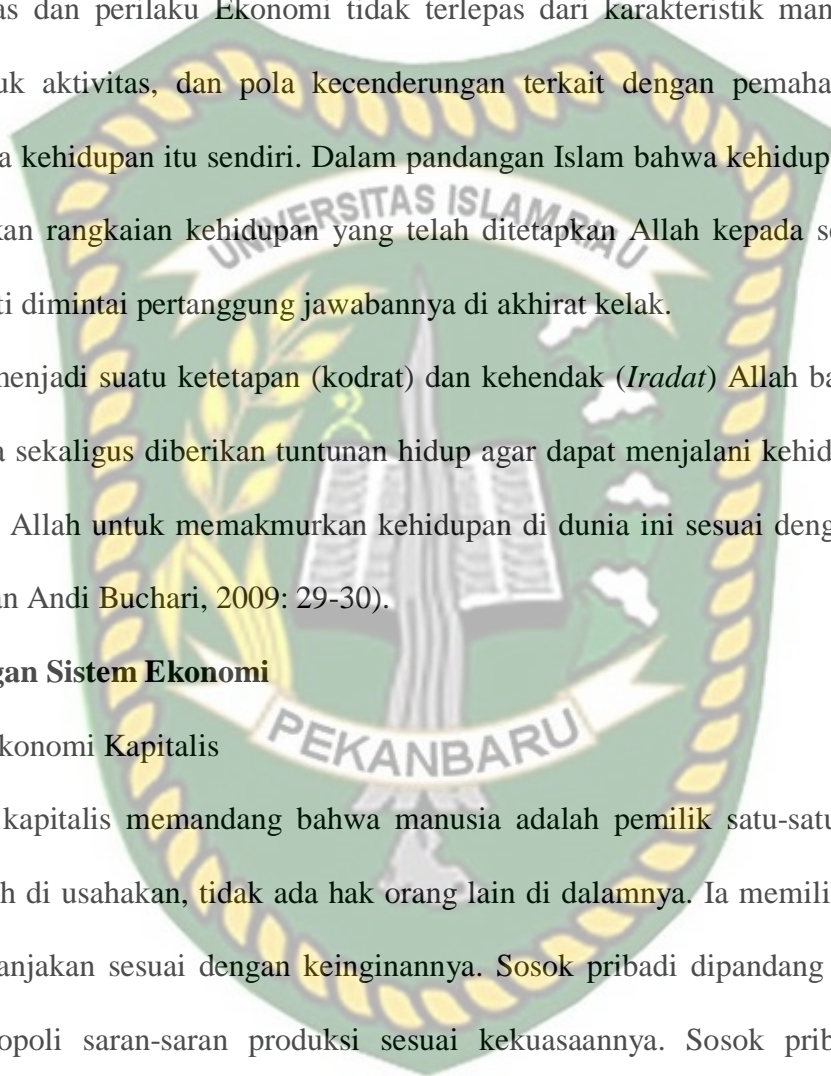 as dan perilaku Ekonomi tidak terlepas dari karakteristik man
uk aktivitas, dan pola kecenderungan terkait dengan pemaha
a kehidupan itu sendiri. Dalam pandangan Islam bahwa kehidup
UNIVERSITAS ISLAM RIAU
kan rangkaian kehidupan yang telah ditetapkan Allah kepada se
ti dimintai pertanggung jawabannya di akhirat kelak.
menjadi suatu ketetapan (kodrat) dan kehendak (Iradat) Allah ba
a sekaligus diberikan tuntunan hidup agar dapat menjalani kehid
Allah untuk memakmurkan kehidupan di dunia ini sesuai deng
an Andi Buchari, 2009: 29-30).
gan Sistem Ekonomi
PEKANBARU
konomi Kapitalis
kapitalis memandang bahwa manusia adalah pemilik satu-satu
h di usahakan, tidak ada hak orang lain di dalamnya. Ia memili
anjakan sesuai dengan keinginannya. Sosok pribadi dipandang
opoli saran-saran produksi sesuai kekuasaannya. Sosok prib